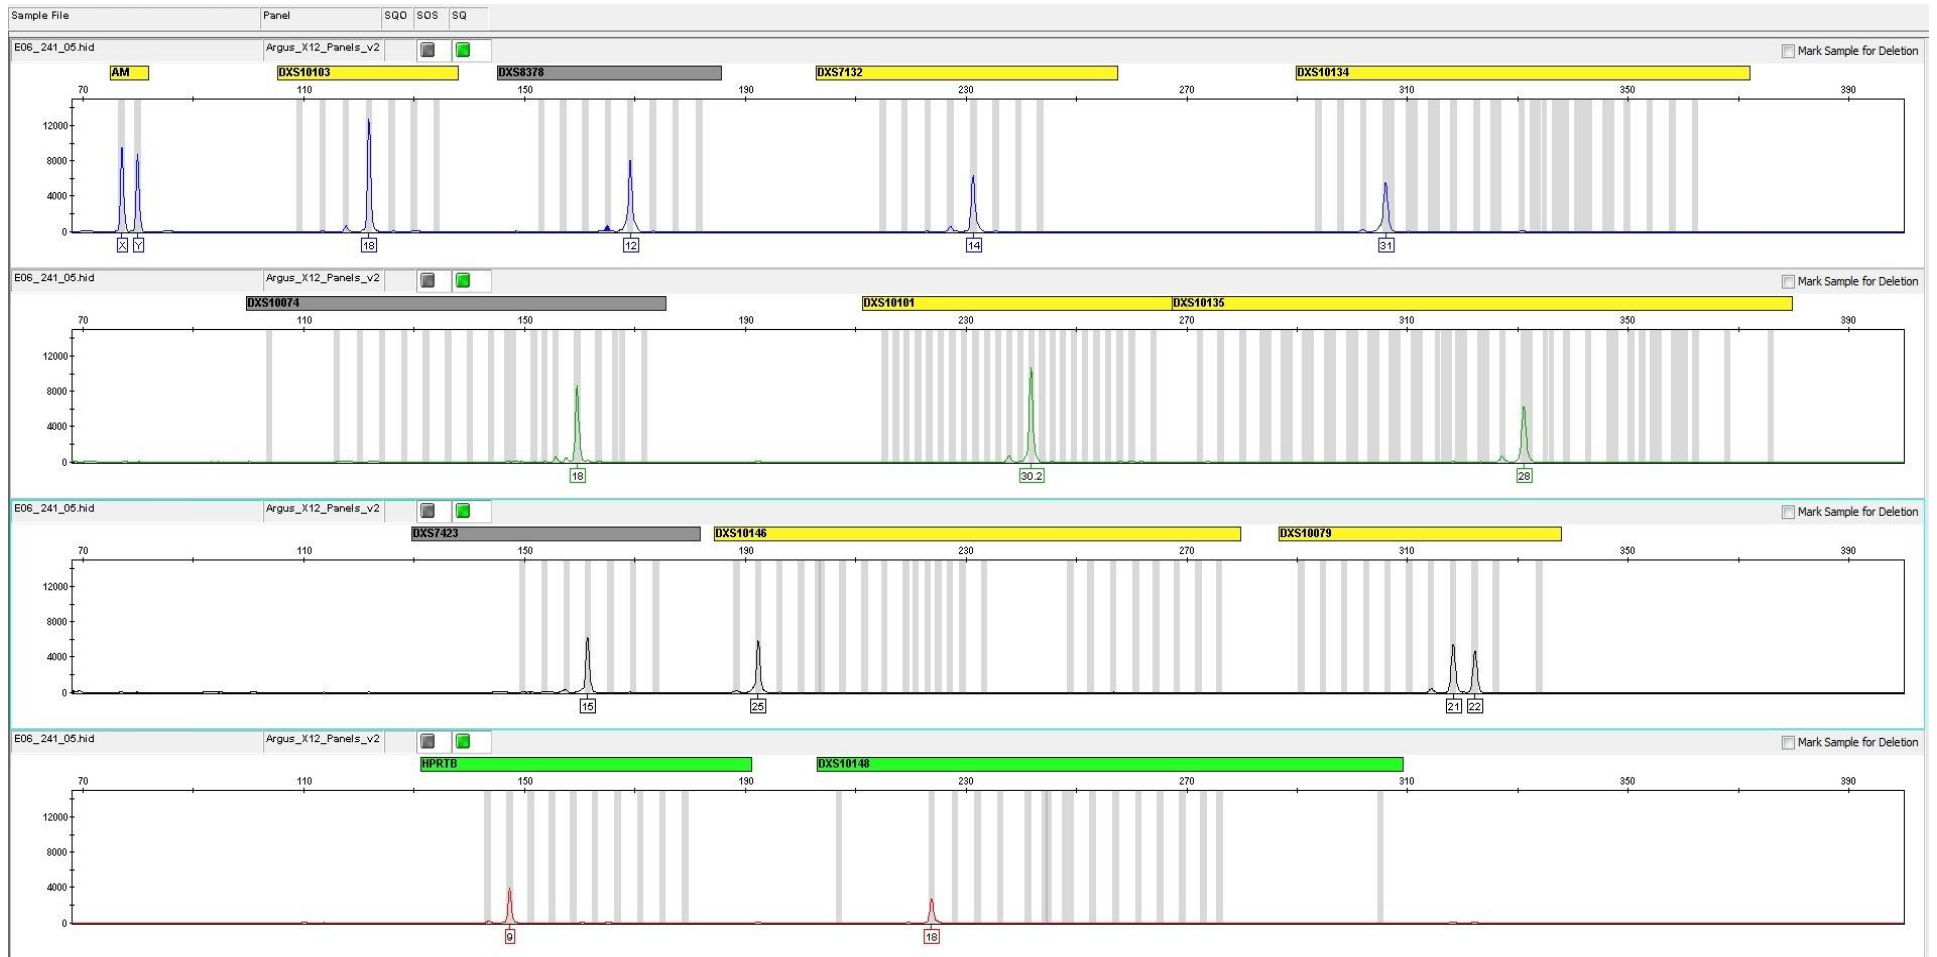 Sample File Panel SQO SOS SQ
E06_241_05.hid Argus_X12_Panels_v2 Mark Sample for Deletion
AM DXS10103 DXS8378 DXS7132 DXS10134
70 110 150 190 230 270 310 350 390
12000
8000
4000
0
X Y 18 12 14 31
E06_241_05.hid Argus_X12_Panels_v2 Mark Sample for Deletion
DXS10074 DXS10101 DXS10135
70 110 150 190 230 270 310 350 390
12000
8000
4000
0
18 30.2 28
E06_241_05.hid Argus_X12_Panels_v2 Mark Sample for Deletion
DXS7423 DXS10146 DXS10079
70 110 150 190 230 270 310 350 390
12000
8000
4000
0
15 25 21 22
E06_241_05.hid Argus_X12_Panels_v2 Mark Sample for Deletion
HPRTB DXS10148
70 110 150 190 230 270 310 350 390
12000
8000
4000
0
9 18